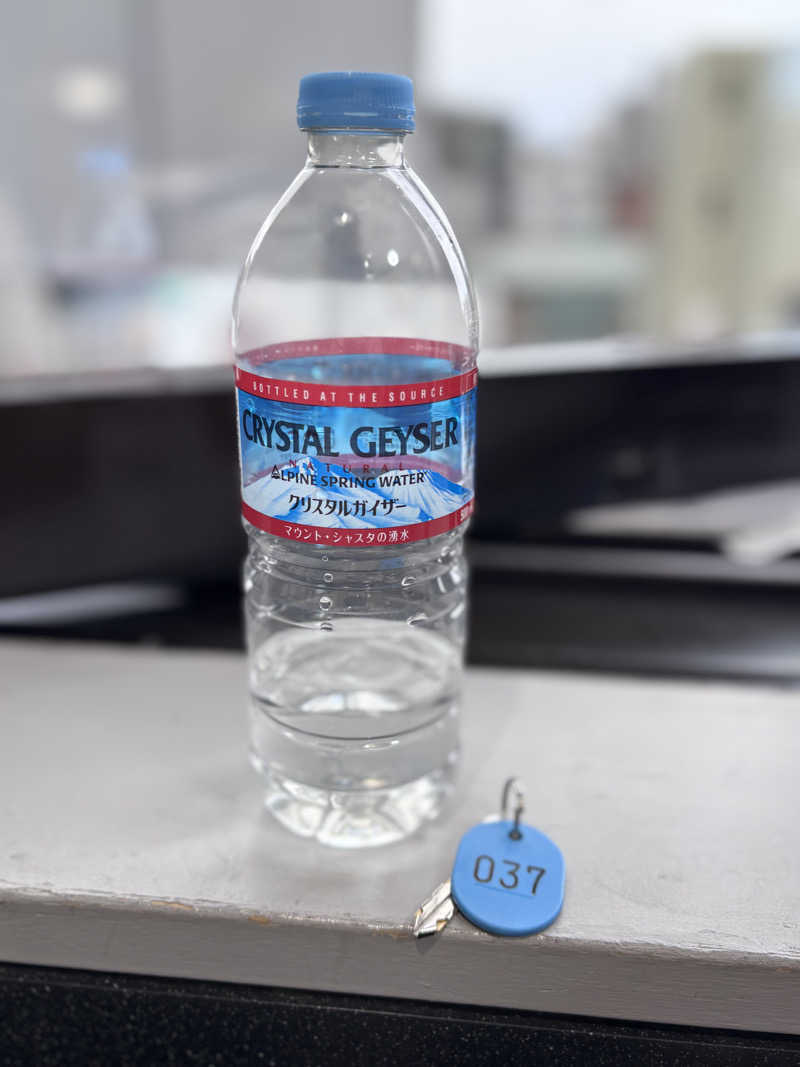 BOTTLED AT THE SOURCE
CRYSTAL GEYSER
NATURAL
ALPINE SPRING WATER
クリスタルガイザー
マウント・シャスタの湧水
037